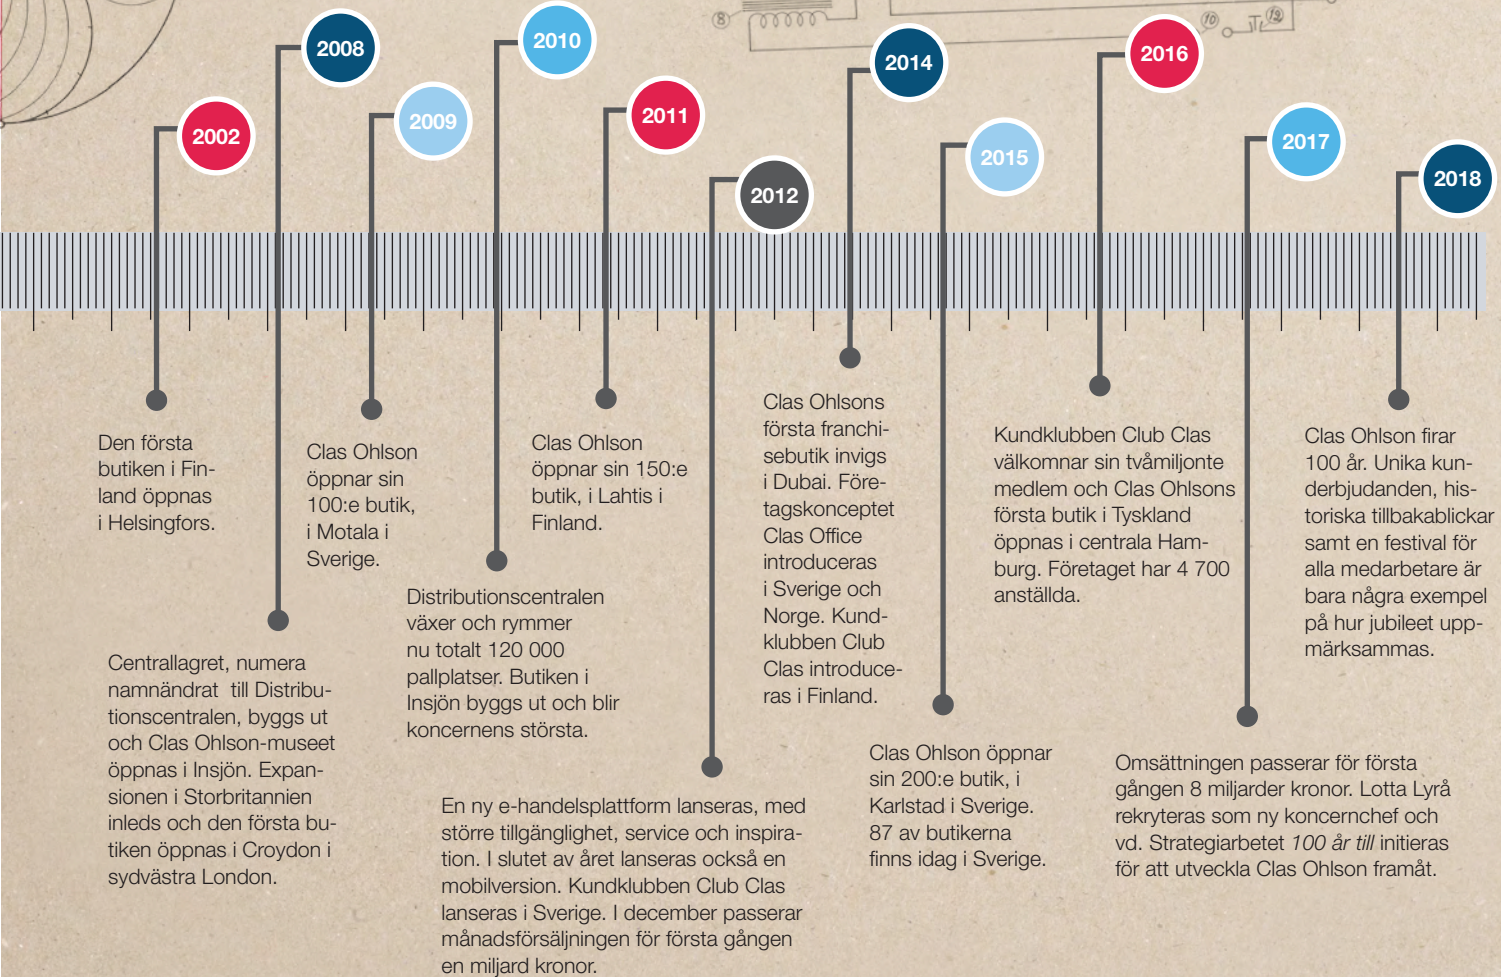 8
10
12
2002
2008
2009
2010
2011
2012
2014
2015
2016
2017
2018
Den första
butiken i Fin-
land öppnas
i Helsingfors.
Centrallagret, numera
namnändrat till Distribu-
tionscentralen, byggs ut
och Clas Ohlson-museet
öppnas i Insjön. Expan-
sionen i Storbritannien
inleds och den första bu-
tiken öppnas i Croydon i
sydvästra London.
Clas Ohlson
öppnar sin
100:e butik,
i Motala i
Sverige.
Distributionscentralen
växer och rymmer
nu totalt 120 000
pallplatser. Butiken i
Insjön byggs ut och blir
koncernens största.
Clas Ohlson
öppnar sin 150:e
butik, i Lahtis i
Finland.
En ny e-handelsplattform lanseras, med
större tillgänglighet, service och inspira-
tion. I slutet av året lanseras också en
mobilversion. Kundklubben Club Clas
lanseras i Sverige. I december passerar
månadsförsäljningen för första gången
en miljard kronor.
Clas Ohlsons
första franchi-
sebutik invigs
i Dubai. Före-
tagskonceptet
Clas Office
introduceras
i Sverige och
Norge. Kund-
klubben Club
Clas introduce-
ras i Finland.
Clas Ohlson öppnar
sin 200:e butik, i
Karlstad i Sverige.
87 av butikerna
finns idag i Sverige.
Kundklubben Club Clas
välkomnar sin tvåmiljonte
medlem och Clas Ohlsons
första butik i Tyskland
öppnas i centrala Ham-
burg. Företaget har 4 700
anställda.
Omsättningen passerar för första
gången 8 miljarder kronor. Lotta Lyrå
rekryteras som ny koncernchef och
vd. Strategiarbetet 100 år till initieras
för att utveckla Clas Ohlson framåt.
Clas Ohlson firar
100 år. Unika kun-
derbjudanden, his-
toriska tillbakablickar
samt en festival för
alla medarbetare är
bara några exempel
på hur jubileet upp-
märksammas.